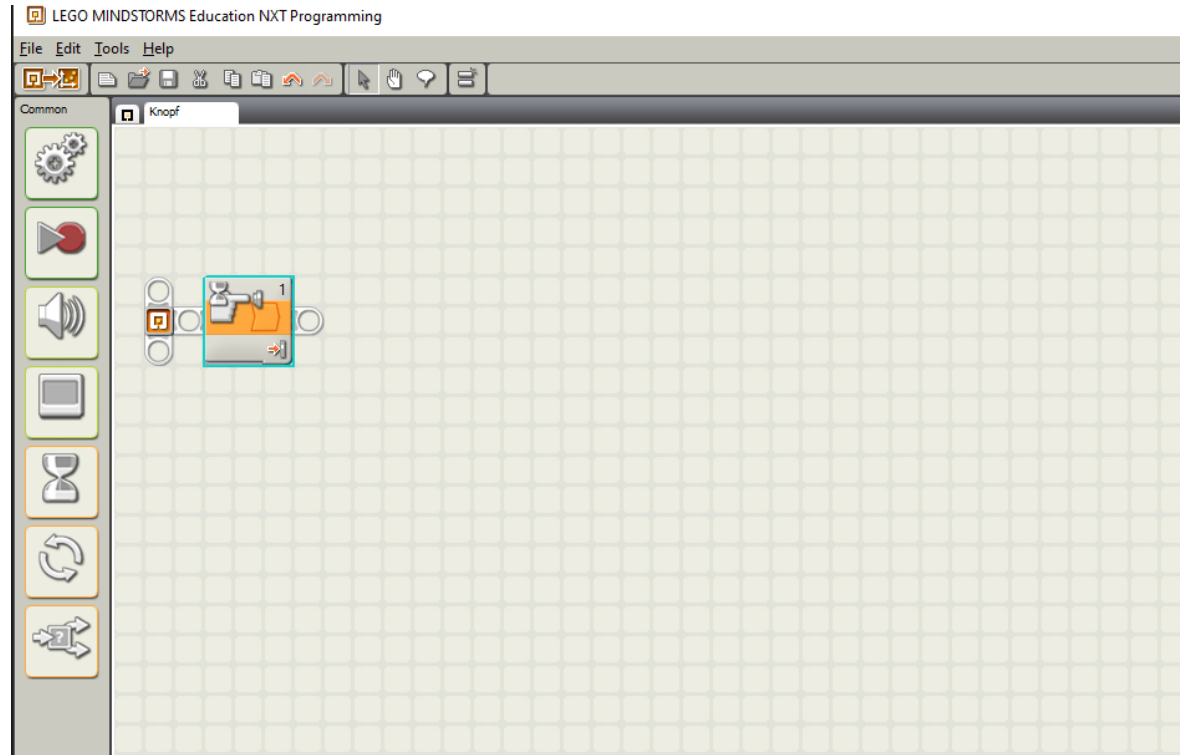 LEGO MINDSTORMS Education NXT Programming
File Edit Tools Help
Common
Knopf
1
?